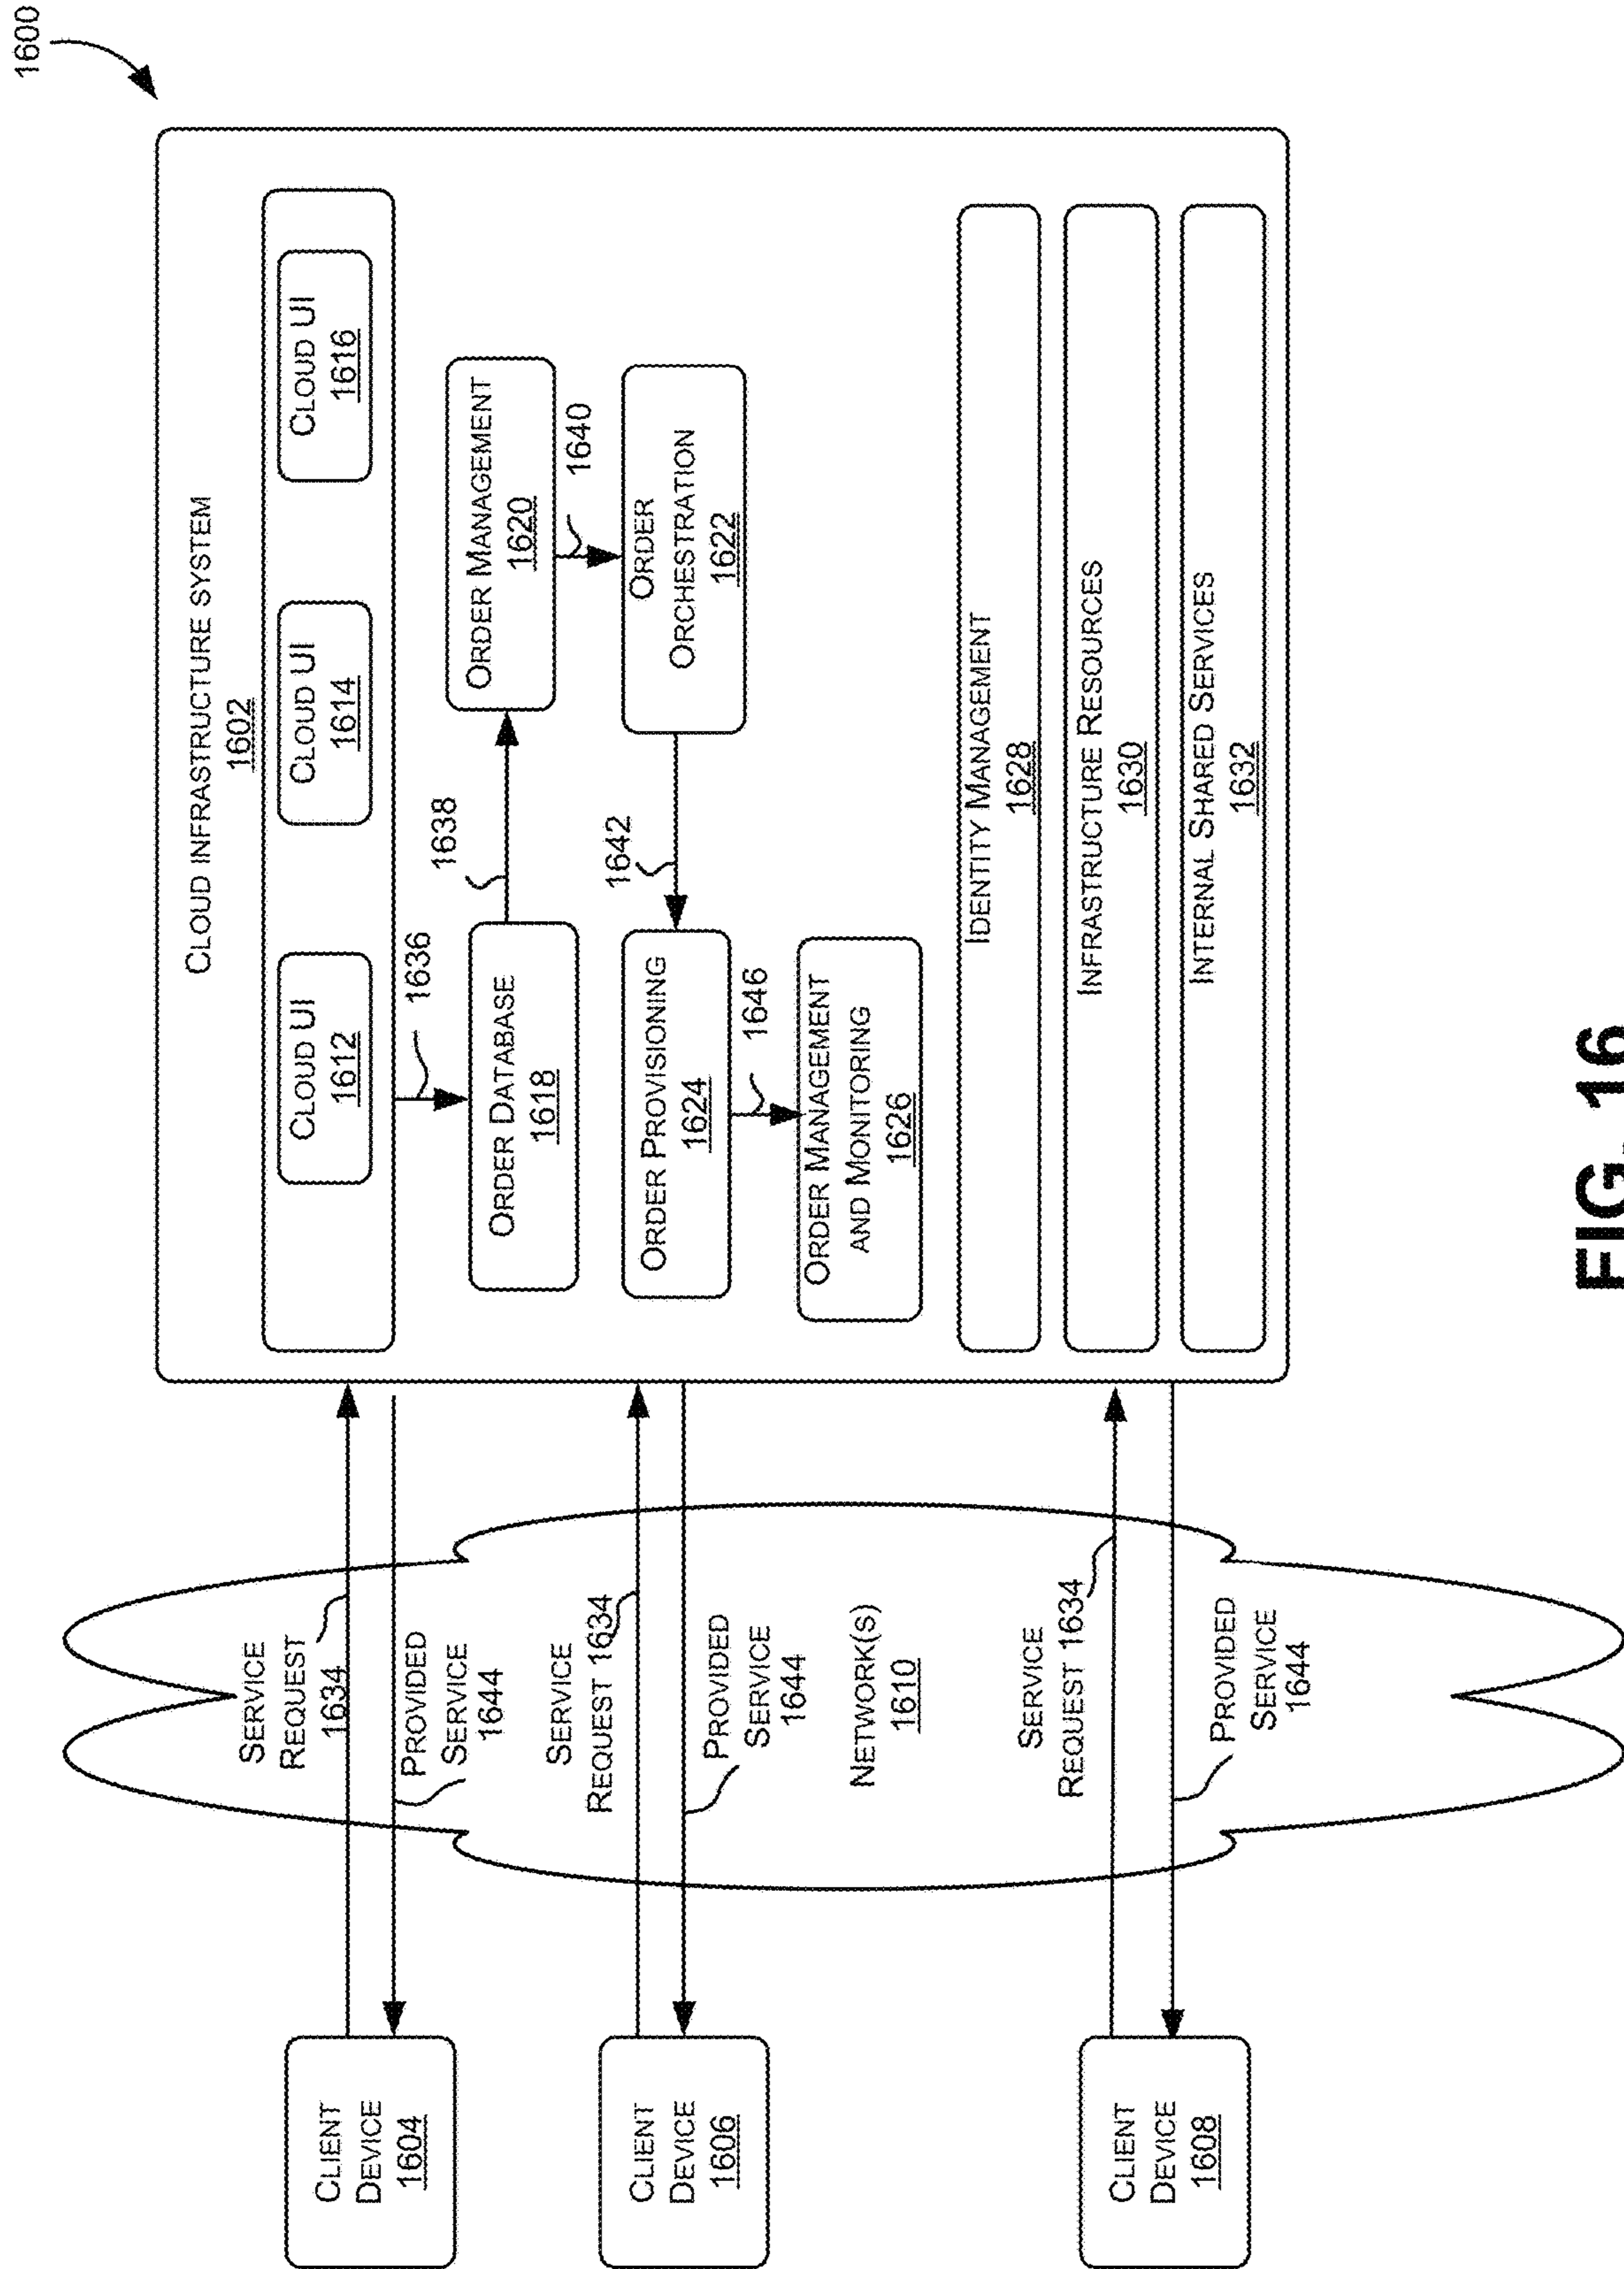 1600
CLOUD INFRASTRUCTURE SYSTEM
1602
CLOUD UI
1612
CLOUD UI
1614
CLOUD UI
1616
1636
ORDER DATABASE
1618
1638
ORDER MANAGEMENT
1620
1640
ORDER
ORCHESTRATION
1622
1642
ORDER PROVISIONING
1624
1646
ORDER MANAGEMENT
AND MONITORING
1626
IDENTITY MANAGEMENT
1628
INFRASTRUCTURE RESOURCES
1630
INTERNAL SHARED SERVICES
1632
CLIENT
DEVICE
1604
SERVICE
REQUEST
1634
PROVIDED
SERVICE
1644
CLIENT
DEVICE
1606
SERVICE
REQUEST 1634
PROVIDED
SERVICE
1644
NETWORK(S)
1610
CLIENT
DEVICE
1608
SERVICE
REQUEST 1634
PROVIDED
SERVICE
1644
FIG. 16